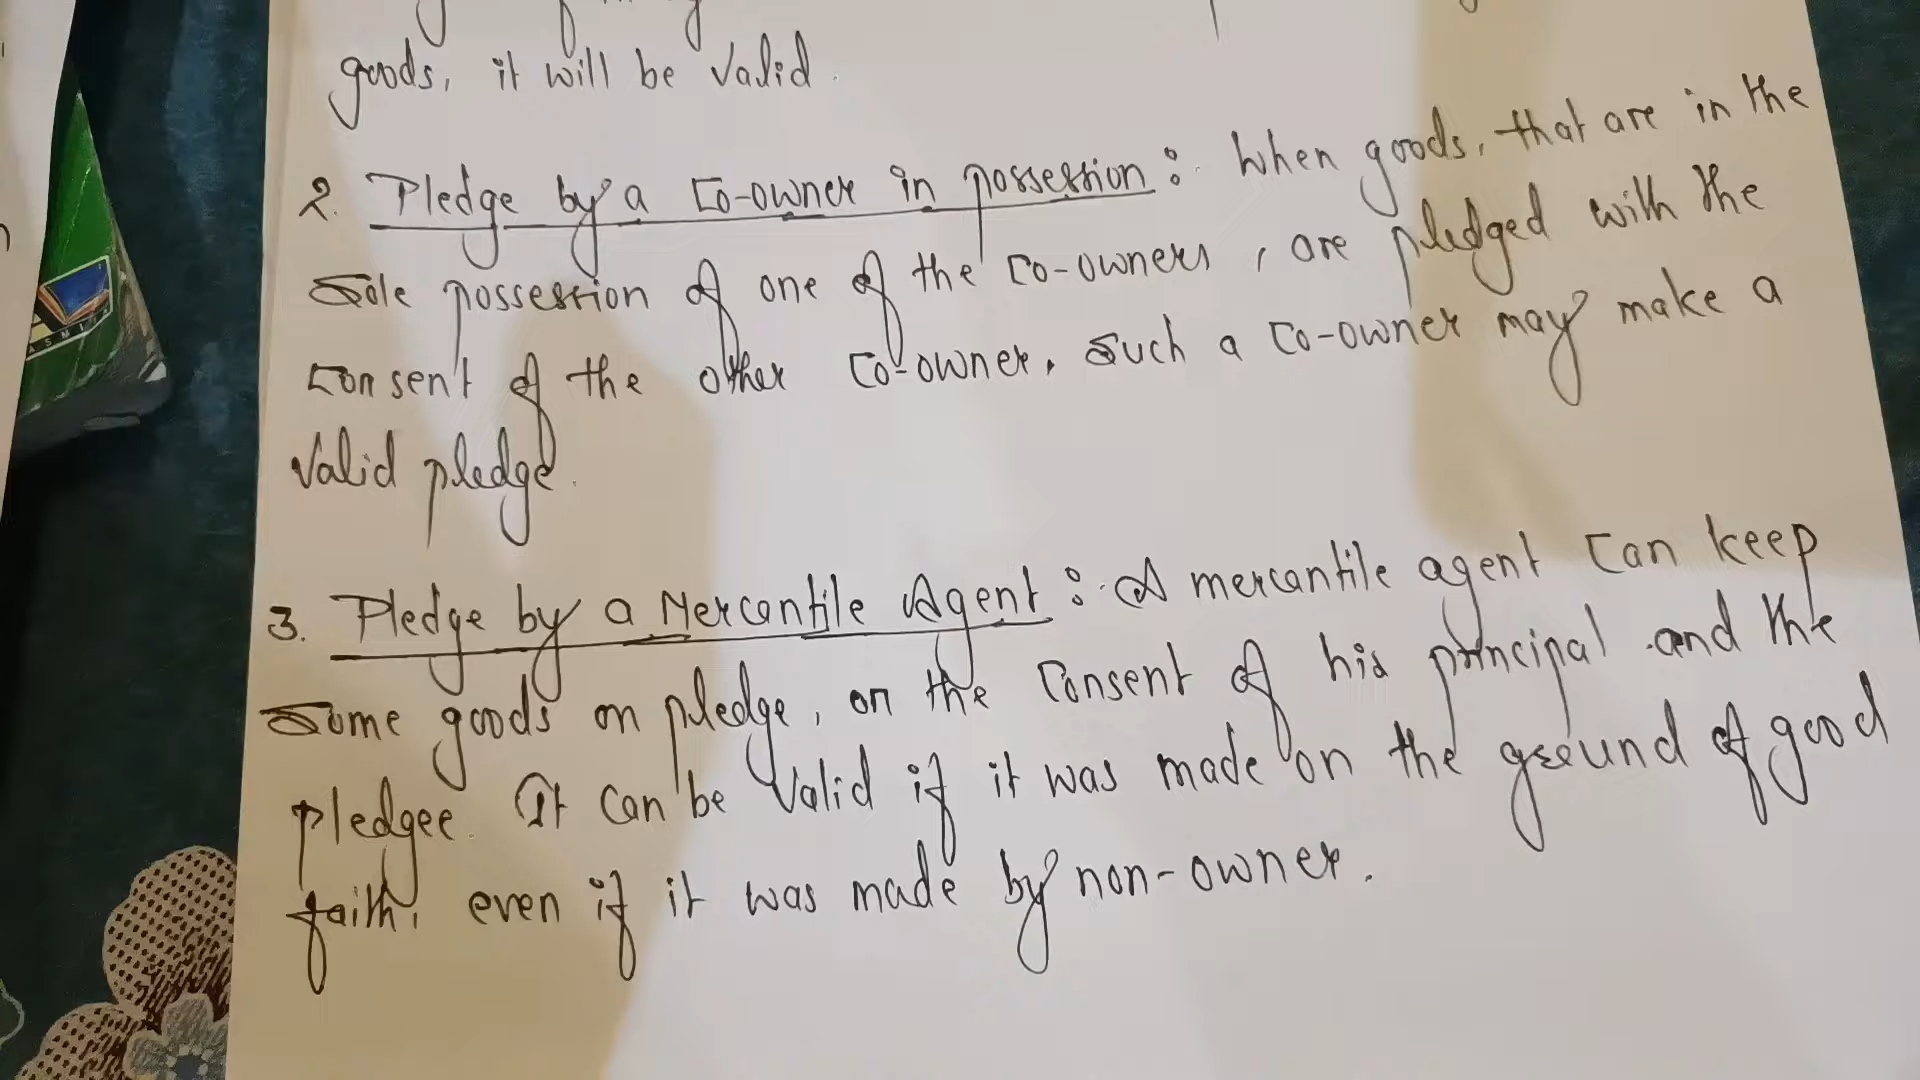 goods, it will be valid.
2. Pledge by a Co-owner in possession: When goods, that are in the
Sole possession of one of the Co-owners, are pledged with the
Consent of the other Co-owner, Such a Co-owner may make a
Valid pledge.
3. Pledge by a Mercantile Agent: A mercantile agent Can keep
Some goods on pledge, on the Consent of his principal and the
pledgee. It Can be Valid if it was made on the ground of good
faith, even if it was made by non-owner.